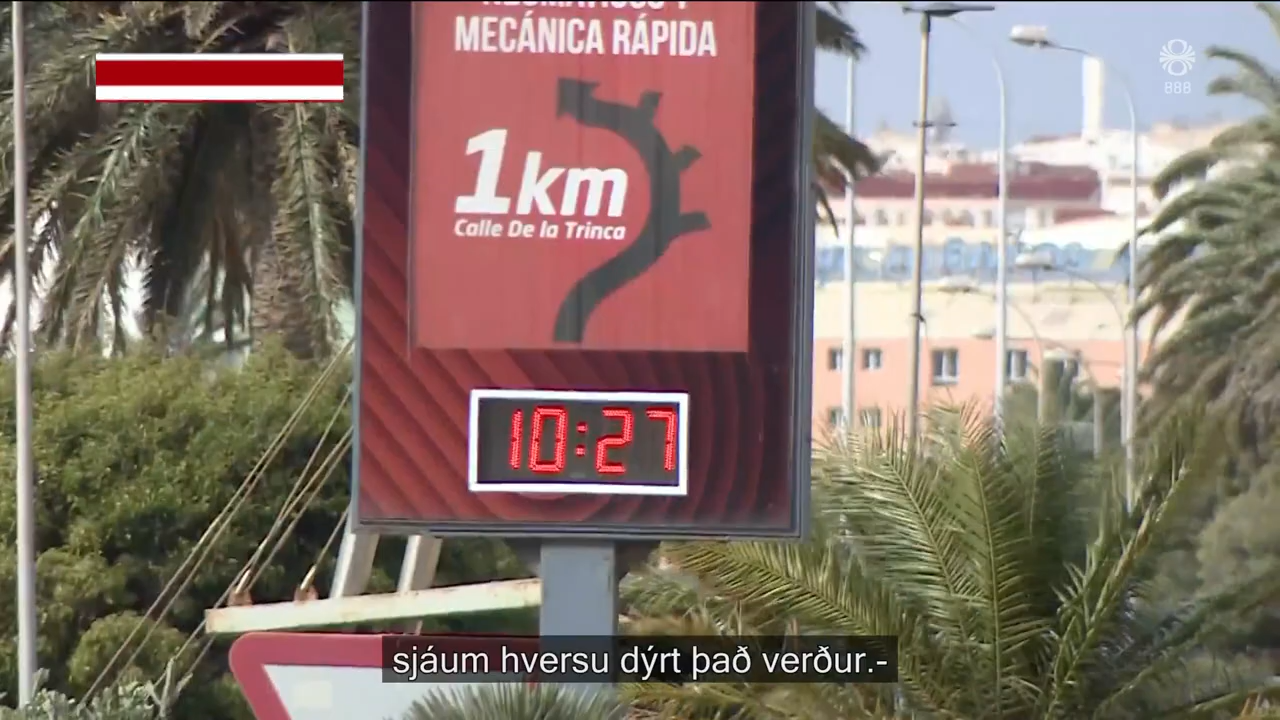 MECÁNICA RÁPIDA
1km
Calle De la Trinca
10:27
888
sjáum hversu dýrt það verður.-